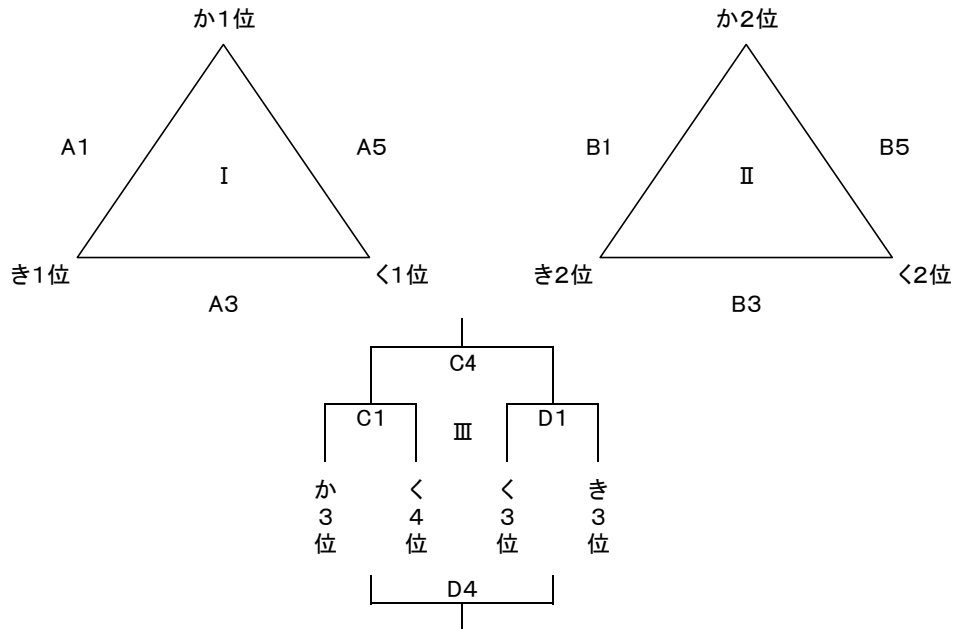 か1位
か2位
A1
A5
B1
B5
Ⅰ
Ⅱ
き1位
く1位
き2位
く2位
A3
B3
C4
C1
Ⅲ
D1
か3位
く4位
く3位
き3位
D4